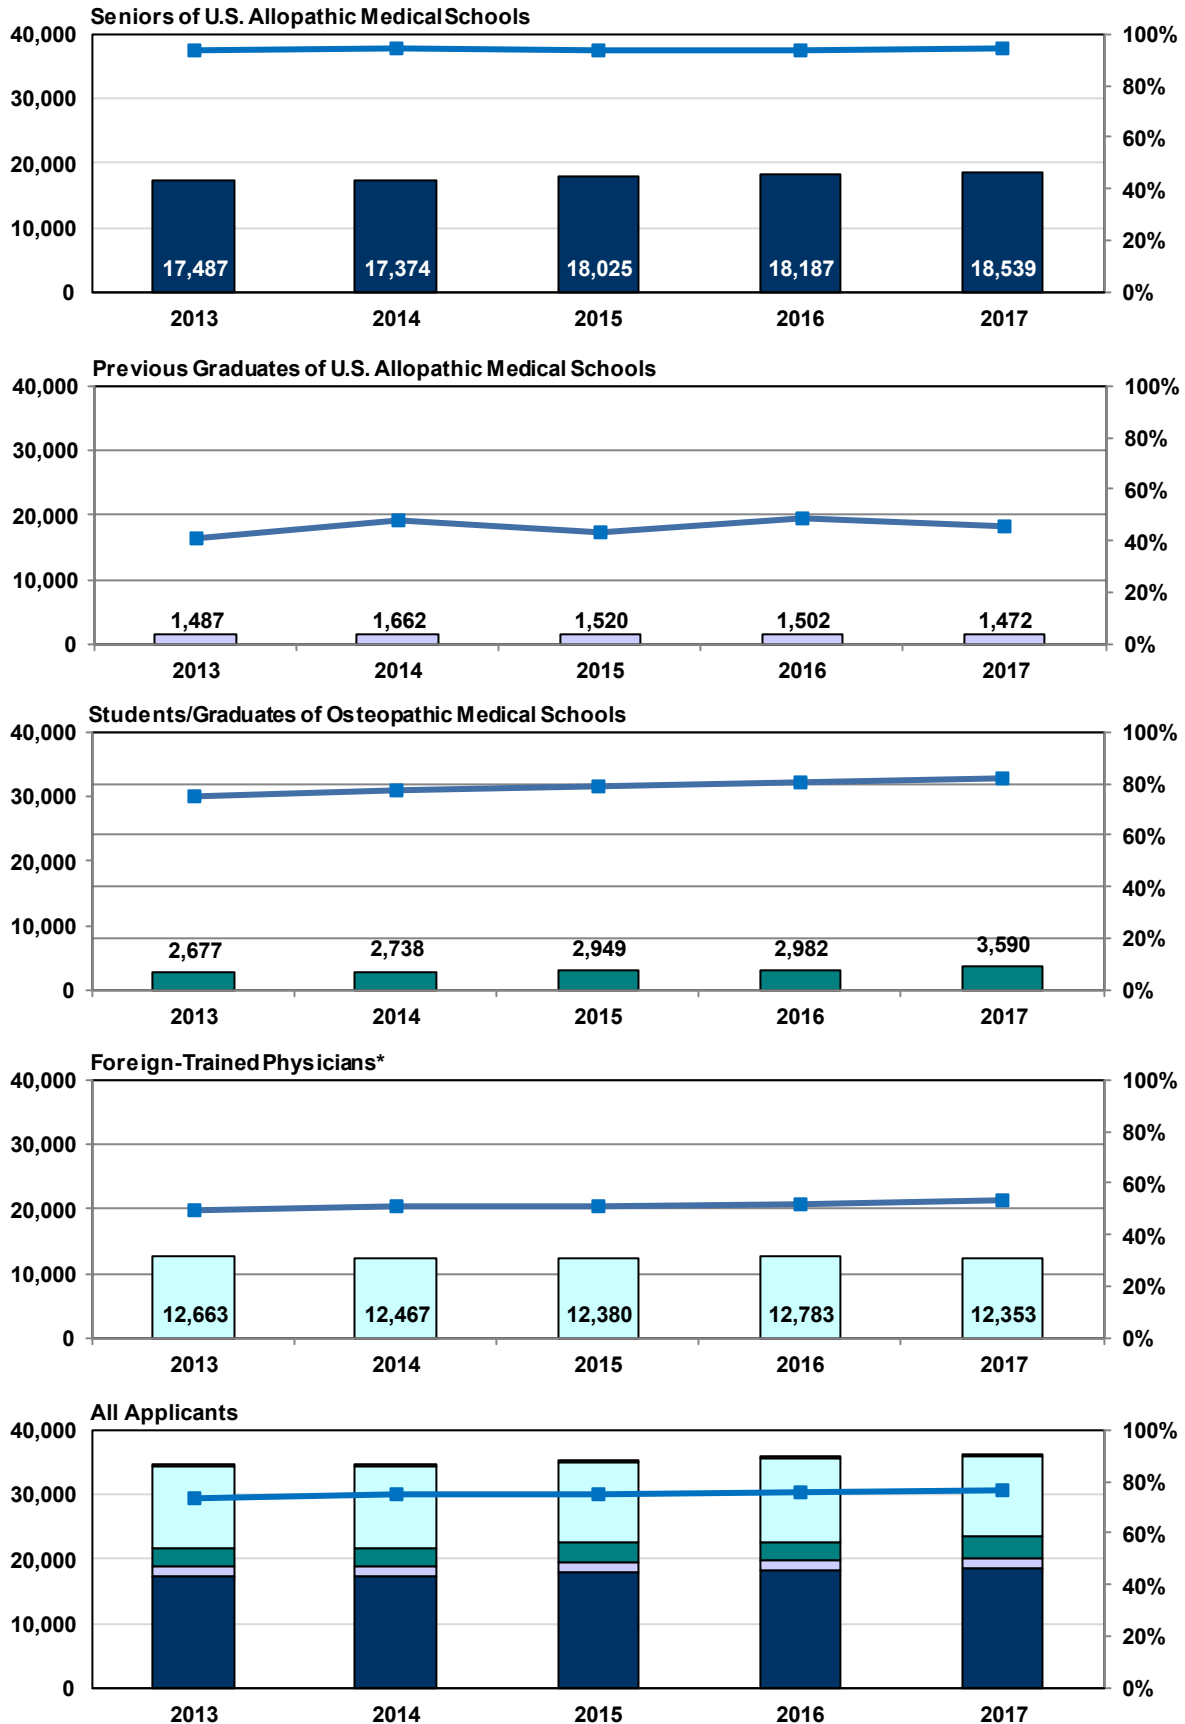 Seniors of U.S. Allopathic Medical Schools
40,000 100%
30,000 80%
60%
20,000 40%
10,000 20%
17,487 17,374 18,025 18,187 18,539
0 0%
2013 2014 2015 2016 2017
Previous Graduates of U.S. Allopathic Medical Schools
40,000 100%
30,000 80%
60%
20,000 40%
10,000 20%
1,487 1,662 1,520 1,502 1,472
0 0%
2013 2014 2015 2016 2017
Students/Graduates of Osteopathic Medical Schools
40,000 100%
30,000 80%
60%
20,000 40%
10,000 20%
2,677 2,738 2,949 2,982 3,590
0 0%
2013 2014 2015 2016 2017
Foreign-Trained Physicians*
40,000 100%
30,000 80%
60%
20,000 40%
10,000 20%
12,663 12,467 12,380 12,783 12,353
0 0%
2013 2014 2015 2016 2017
All Applicants
40,000 100%
30,000 80%
60%
20,000 40%
10,000 20%
0 0%
2013 2014 2015 2016 2017